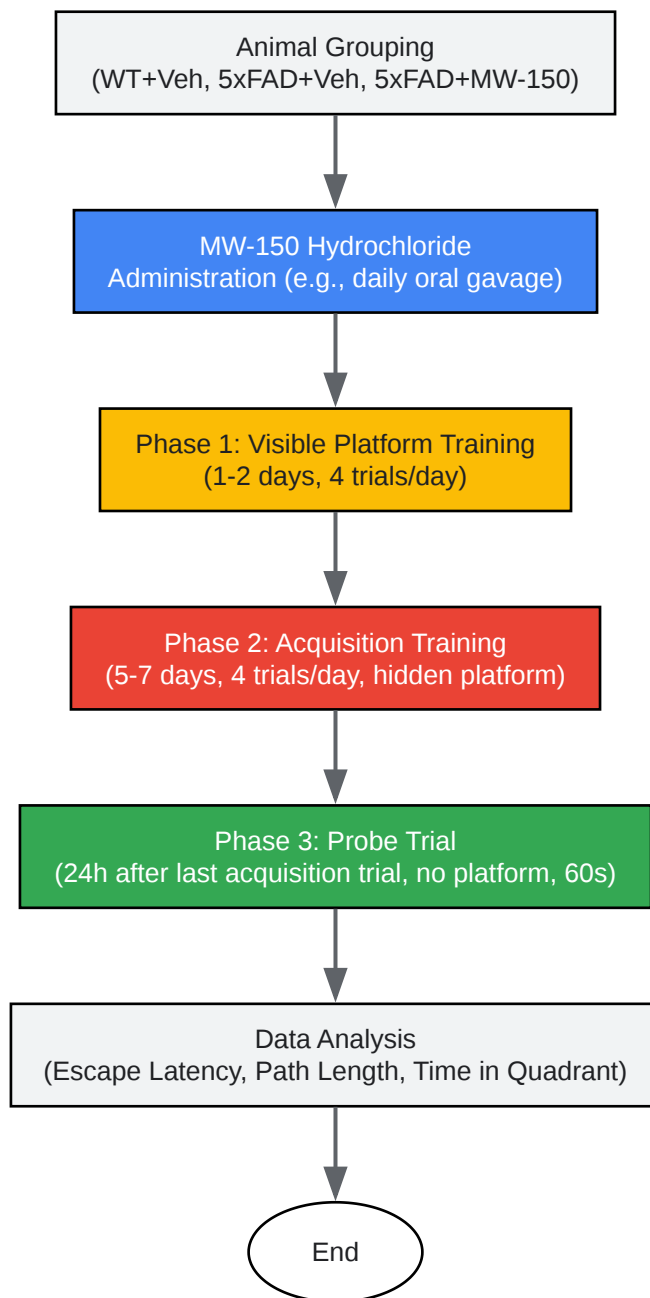 Animal Grouping
(WT+Veh, 5xFAD+Veh, 5xFAD+MW-150)
MW-150 Hydrochloride
Administration (e.g., daily oral gavage)
Phase 1: Visible Platform Training
(1-2 days, 4 trials/day)
Phase 2: Acquisition Training
(5-7 days, 4 trials/day, hidden platform)
Phase 3: Probe Trial
(24h after last acquisition trial, no platform, 60s)
Data Analysis
(Escape Latency, Path Length, Time in Quadrant)
End